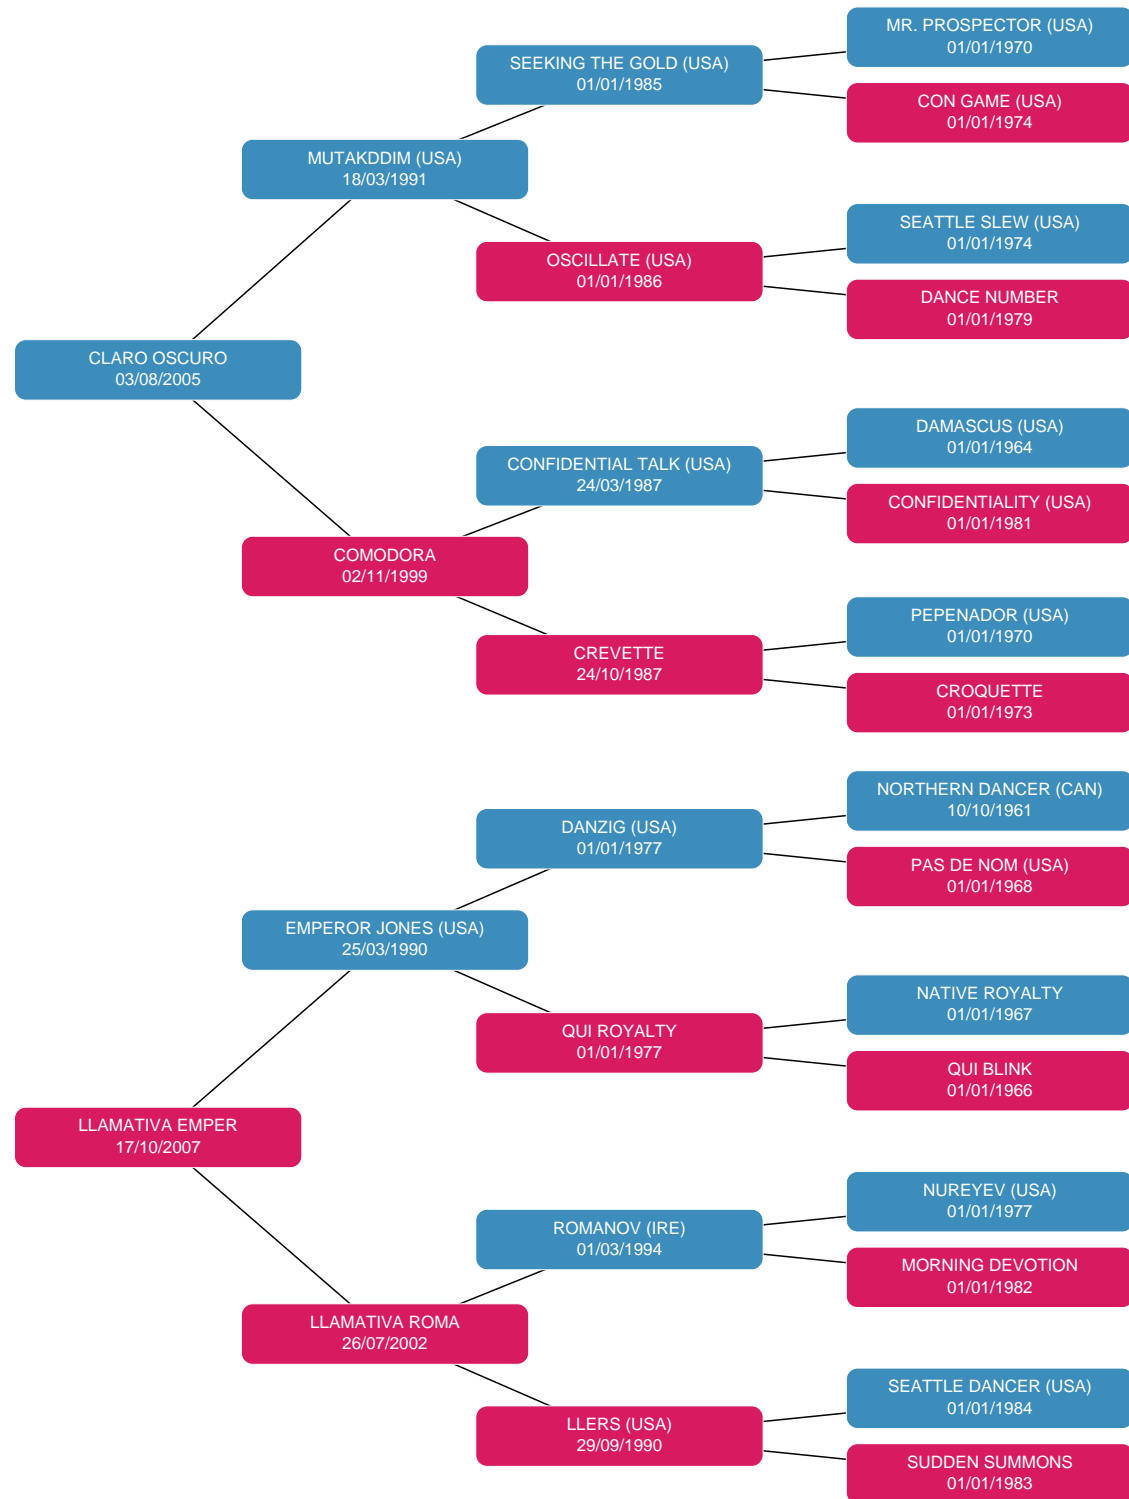 MR. PROSPECTOR (USA)
01/01/1970
SEEKING THE GOLD (USA)
01/01/1985
CON GAME (USA)
01/01/1974
MUTAKDDIM (USA)
18/03/1991
SEATTLE SLEW (USA)
01/01/1974
OSCILLATE (USA)
01/01/1986
DANCE NUMBER
01/01/1979
CLARO OSCURO
03/08/2005
DAMASCUS (USA)
01/01/1964
CONFIDENTIAL TALK (USA)
24/03/1987
CONFIDENTIALITY (USA)
01/01/1981
COMODORA
02/11/1999
PEPENADOR (USA)
01/01/1970
CREVETTE
24/10/1987
CROQUETTE
01/01/1973
NORTHERN DANCER (CAN)
10/10/1961
DANZIG (USA)
01/01/1977
PAS DE NOM (USA)
01/01/1968
EMPEROR JONES (USA)
25/03/1990
NATIVE ROYALTY
01/01/1967
QUI ROYALTY
01/01/1977
QUI BLINK
01/01/1966
LLAMATIVA EMPER
17/10/2007
NUREYEV (USA)
01/01/1977
ROMANOV (IRE)
01/03/1994
MORNING DEVOTION
01/01/1982
LLAMATIVA ROMA
26/07/2002
SEATTLE DANCER (USA)
01/01/1984
LLERS (USA)
29/09/1990
SUDDEN SUMMONS
01/01/1983